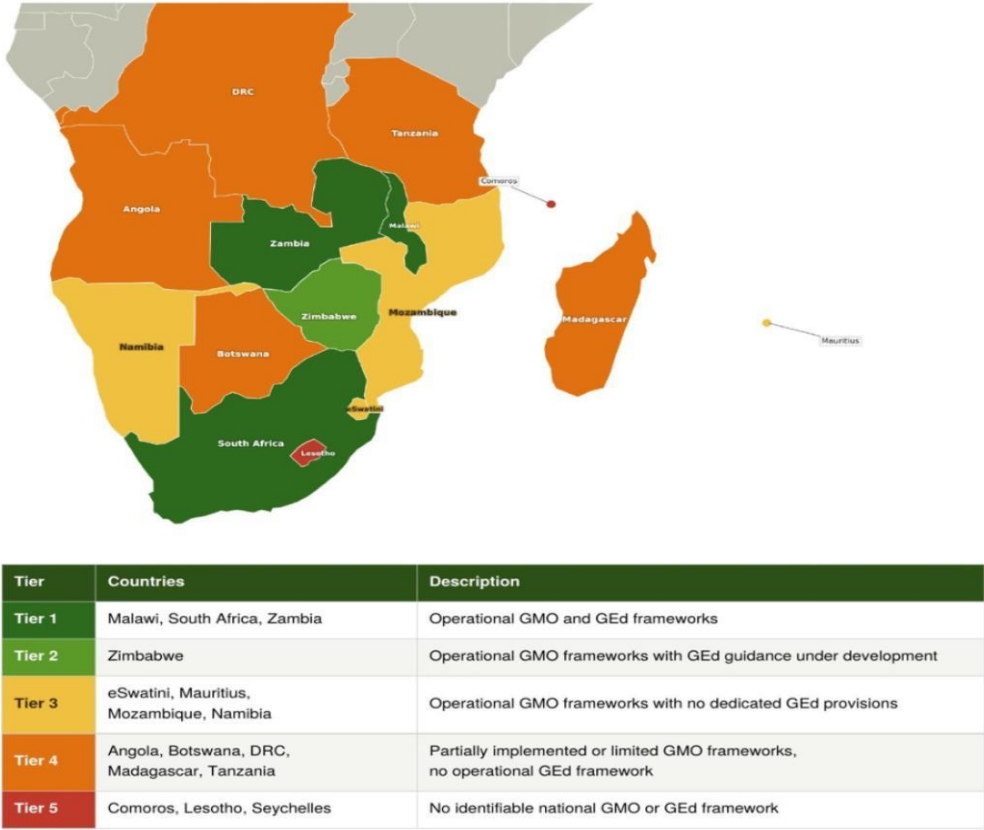 DRC
Tanzania
Comoros
Angola
Malawi
Zambia
Madagascar
Zimbabwe
Mozambique
Mauritius
Namibia
Botswana
eSwatini
South Africa
Lesotho
Tier Countries Description
Tier 1 Malawi, South Africa, Zambia Operational GMO and GEd frameworks
Tier 2 Zimbabwe Operational GMO frameworks with GEd guidance under development
Tier 3 eSwatini, Mauritius,
Mozambique, Namibia Operational GMO frameworks with no dedicated GEd provisions
Tier 4 Angola, Botswana, DRC,
Madagascar, Tanzania Partially implemented or limited GMO frameworks,
no operational GEd framework
Tier 5 Comoros, Lesotho, Seychelles No identifiable national GMO or GEd framework